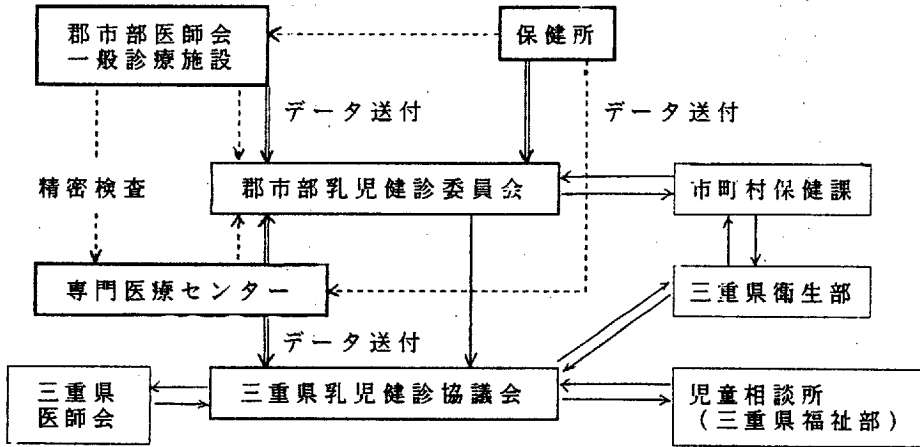 郡市部医師会
一般診療施設
保健所
データ送付
データ送付
精密検査
郡市部乳児健診委員会
市町村保健課
専門医療センター
三重県衛生部
データ送付
三重県
医師会
三重県乳児健診協議会
児童相談所
（三重県福祉部）